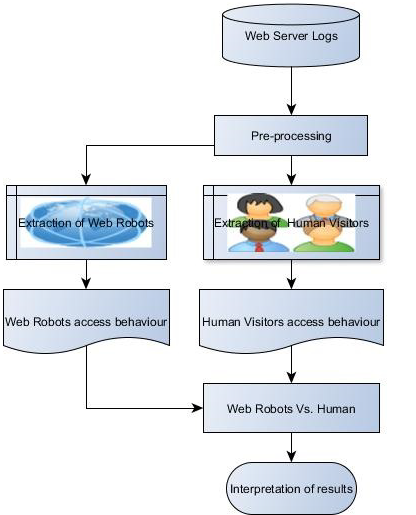 Web Server Logs
Pre-processing
Extraction of Web Robots
Extraction of Human Visitors
Web Robots access behaviour
Human Visitors access behaviour
Web Robots Vs. Human
Interpretation of results